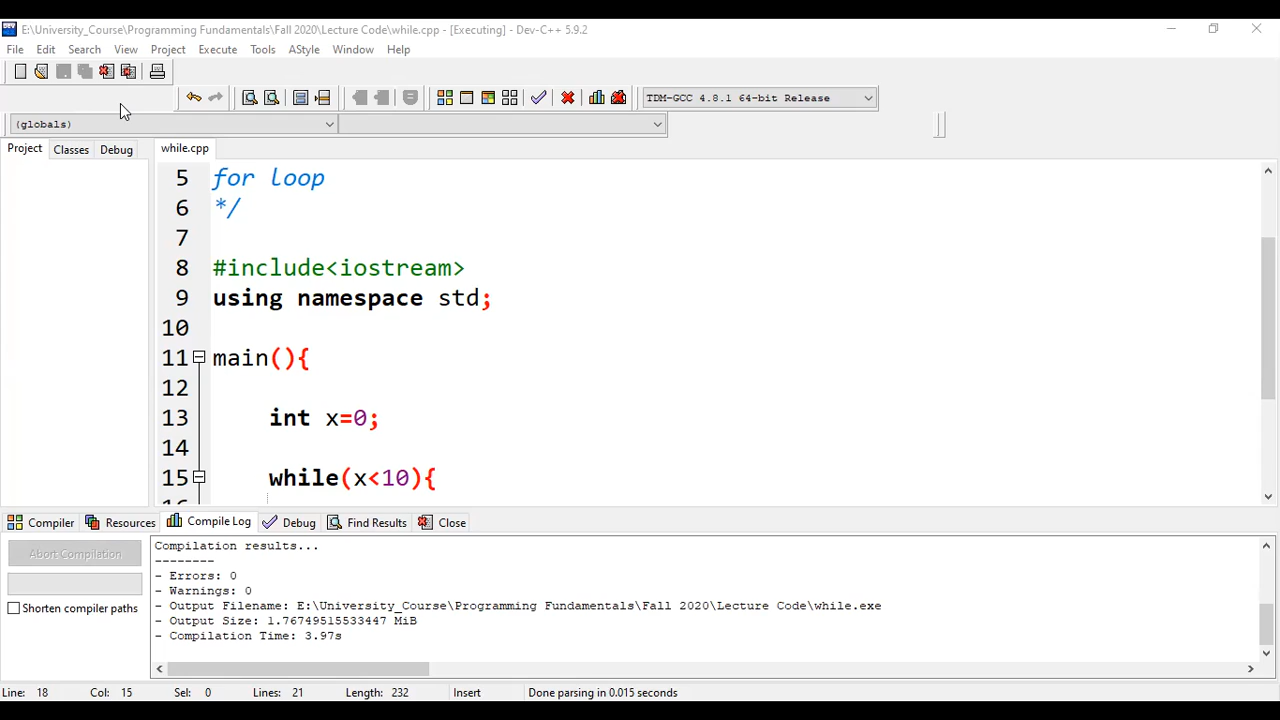 E:\University_Course\Programming Fundamentals\Fall 2020\Lecture Code\while.cpp - [Executing] - Dev-C++ 5.9.2
File Edit Search View Project Execute Tools AStyle Window Help
TDM-GCC 4.8.1 64-bit Release
(globals)
Project Classes Debug while.cpp
5 for loop
6 */
7
8 #include<iostream>
9 using namespace std;
10
11 main(){
12
13 int x=0;
14
15 while(x<10){
Compiler Resources Compile Log Debug Find Results Close
Abort Compilation
Shorten compiler paths
Compilation results...
--------
- Errors: 0
- Warnings: 0
- Output Filename: E:\University_Course\Programming Fundamentals\Fall 2020\Lecture Code\while.exe
- Output Size: 1.76749515533447 MiB
- Compilation Time: 3.97s
Line: 18 Col: 15 Sel: 0 Lines: 21 Length: 232 Insert Done parsing in 0.015 seconds